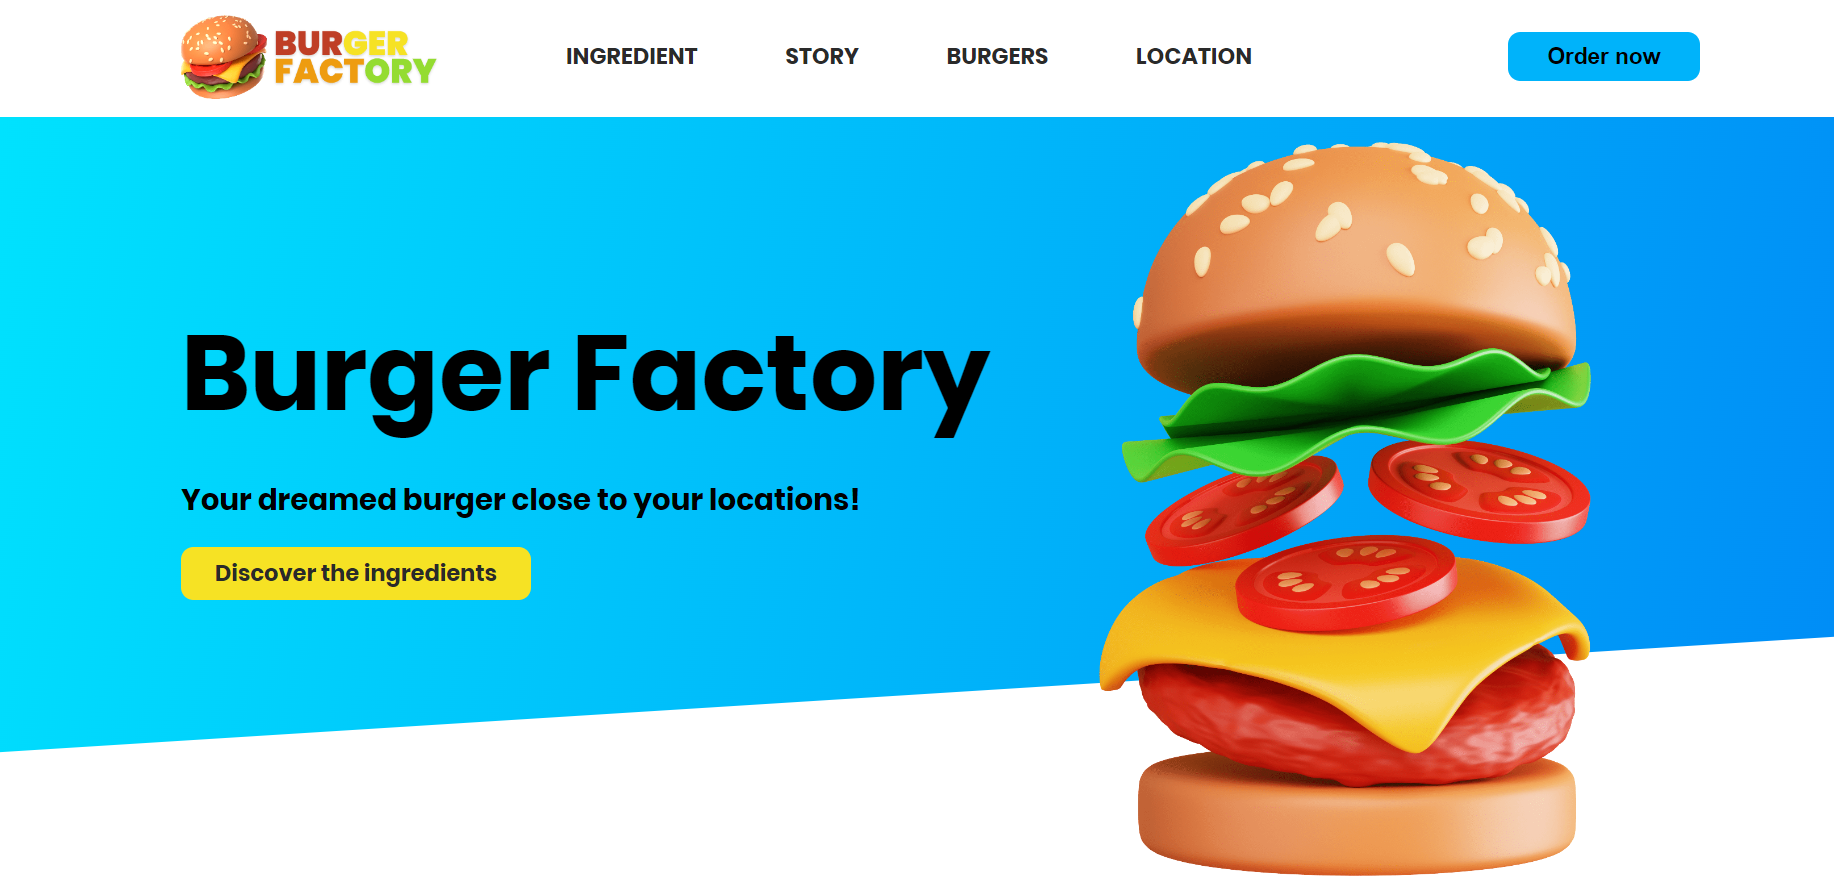 BURGER
FACTORY
INGREDIENT STORY BURGERS LOCATION Order now
Burger Factory
Your dreamed burger close to your locations!
Discover the ingredients